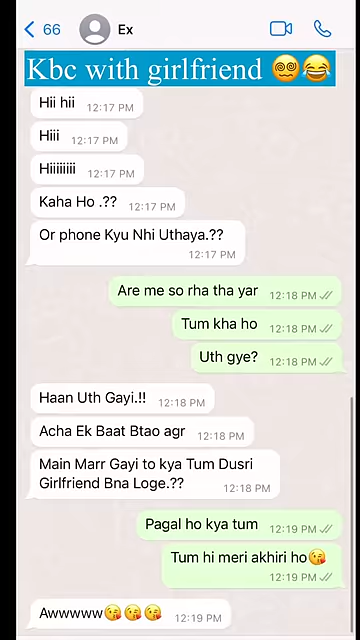 66
Ex
Kbc with girlfriend 😵‍💫😂
Hii hii 12:17 PM
Hiii 12:17 PM
Hiiiiiiii 12:17 PM
Kaha Ho .?? 12:17 PM
Or phone Kyu Nhi Uthaya.??
12:17 PM
Are me so rha tha yar 12:18 PM
Tum kha ho 12:18 PM
Uth gye? 12:18 PM
Haan Uth Gayi.!! 12:18 PM
Acha Ek Baat Btao agr 12:18 PM
Main Marr Gayi to kya Tum Dusri
Girlfriend Bna Loge.?? 12:18 PM
Pagal ho kya tum 12:19 PM
Tum hi meri akhiri ho😘
12:19 PM
Awwwww😘😘😘 12:19 PM